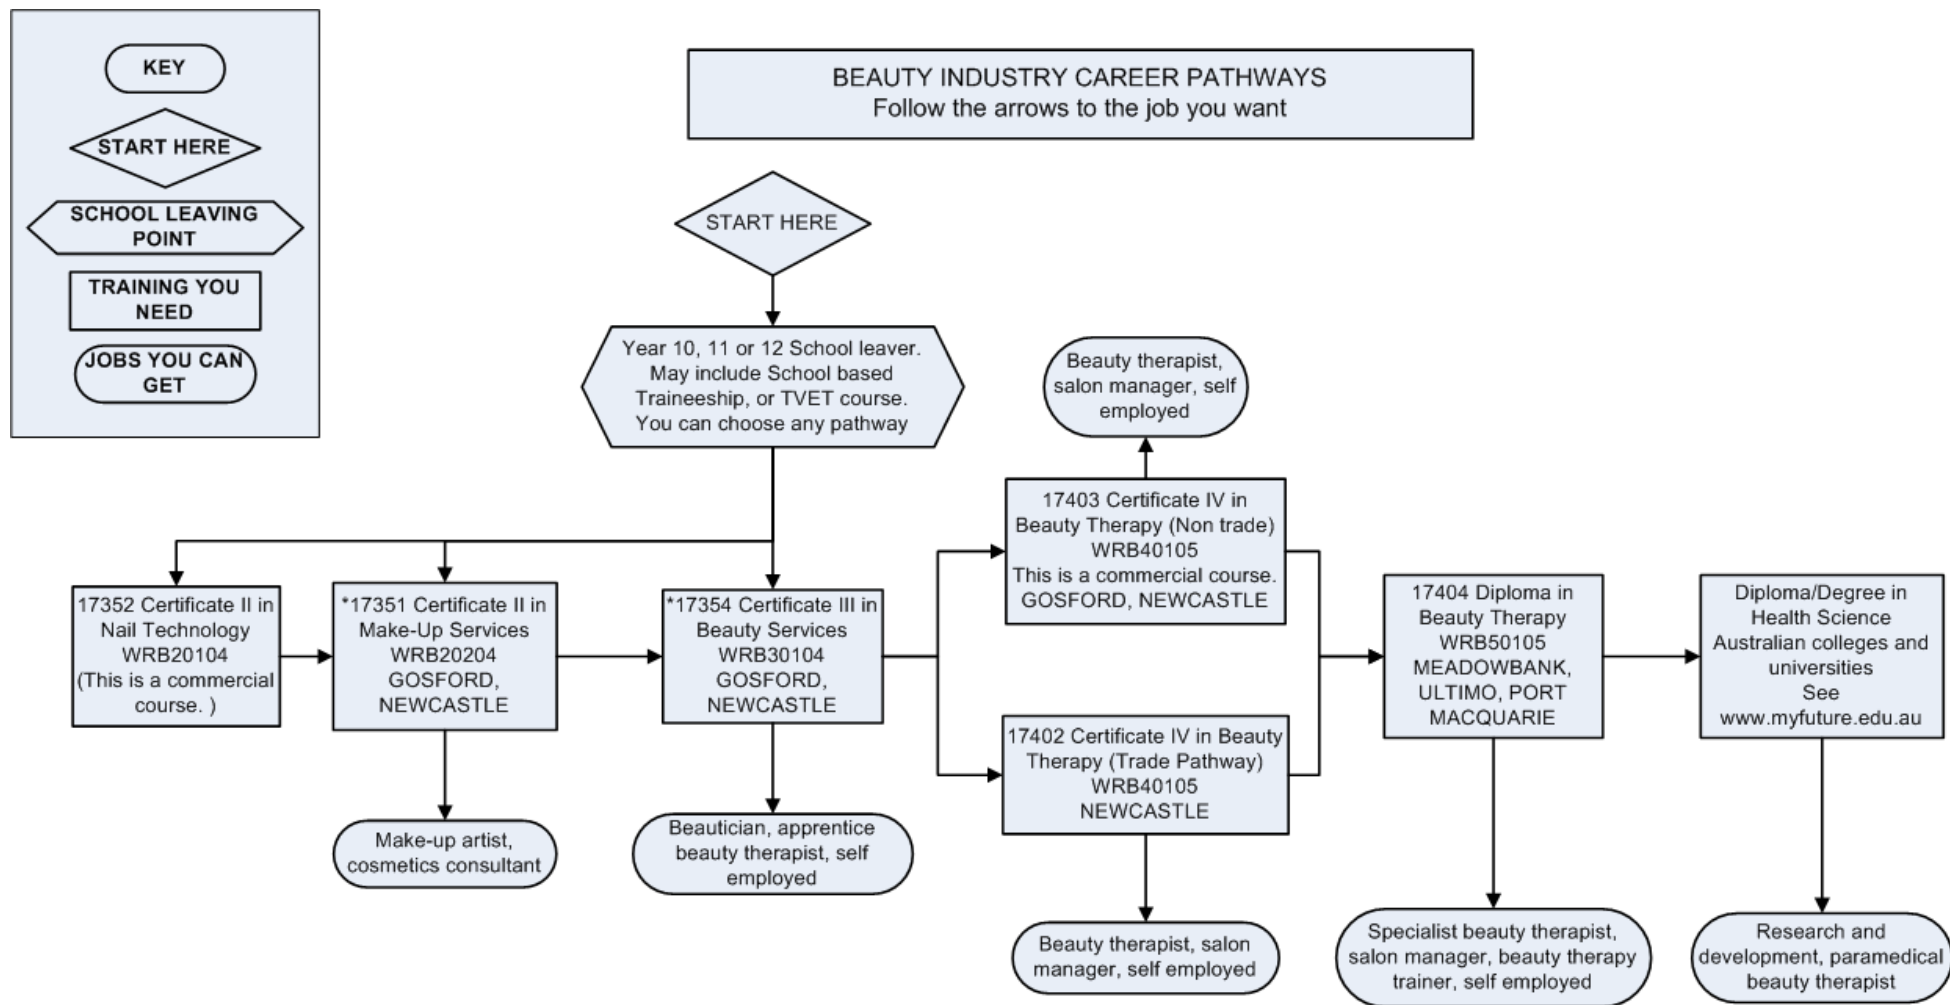 KEY
START HERE
SCHOOL LEAVING
POINT
TRAINING YOU
NEED
JOBS YOU CAN
GET
BEAUTY INDUSTRY CAREER PATHWAYS
Follow the arrows to the job you want
START HERE
Year 10, 11 or 12 School leaver.
May include School based
Traineeship, or TVET course.
You can choose any pathway
Beauty therapist,
salon manager, self
employed
17352 Certificate II in
Nail Technology
WRB20104
(This is a commercial
course. )
*17351 Certificate II in
Make-Up Services
WRB20204
GOSFORD,
NEWCASTLE
*17354 Certificate III in
Beauty Services
WRB30104
GOSFORD,
NEWCASTLE
17403 Certificate IV in
Beauty Therapy (Non trade)
WRB40105
This is a commercial course.
GOSFORD, NEWCASTLE
17402 Certificate IV in Beauty
Therapy (Trade Pathway)
WRB40105
NEWCASTLE
17404 Diploma in
Beauty Therapy
WRB50105
MEADOWBANK,
ULTIMO, PORT
MACQUARIE
Diploma/Degree in
Health Science
Australian colleges and
universities
See
www.myfuture.edu.au
Make-up artist,
cosmetics consultant
Beautician, apprentice
beauty therapist, self
employed
Beauty therapist, salon
manager, self employed
Specialist beauty therapist,
salon manager, beauty therapy
trainer, self employed
Research and
development, paramedical
beauty therapist